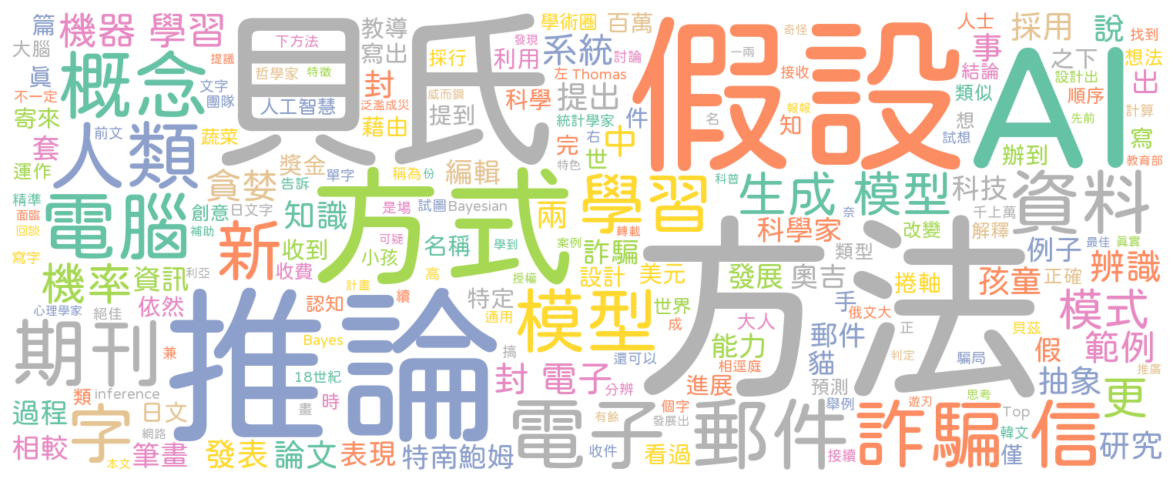 篇
機器 學習
教導
學術圈
百萬
人士
採用
說
找到
大腦
提議
下方法
寫出
採行
利用
系統
討論
發現
一兩
奇怪
事
之下
想法
出
概念
貝氏
假設
AI
眞
哲學家
特徵
文字
團隊
人工智慧
封
泛濫成災
威而鋼
左
Thomas
接收
結論
設計出
類似
順序
計算
不一定
寄來
前文
蔬菜
藉由
提到
科學
提出
統計學家
件
知
報報
想
先前
寫
人類
套
運作
獎金
完
世
右
中
名
試想
辦到
教育部
精準
面臨
回談
電腦
貪婪
告訴
單字
稱為
份
編輯
特色
方式
學習
科普
生成 模型
科技
資料
創意
日文字
補助
知識
是場
試圖
Bayesian
兩
轉載
奈
千上萬
新
收到
小孩
可疑
名稱
學到
案例
詐騙
科學家
改變
解釋
最佳
眞實
寫字
機率
資訊
利亞
收費
計畫
高
授權
設計
美元
發展
奧吉
類型
捲軸
例子
辨識
心理學家
絕佳
依然
認知
續
特定
通用
模型
世界
成
手
俄文大
孩童
正確
模式
期刊
推論
方法
Bayes
搞
還可以
大人
能力
相逕庭
郵件
貓
正
判定
貝茲
騙局
假
推廣
範例
兼
類
inference
18世紀
時
畫
封 電子
分辨
進展
預測
舉例
遊刃
思考
抽象
過程
字
日文
網路
電子 郵件
有餘
個字
發展出
詐騙 信
Top
韓文
僅
更
相較
本文
筆畫
發表
論文
表現
特南鮑姆
收件
看過
接續
研究